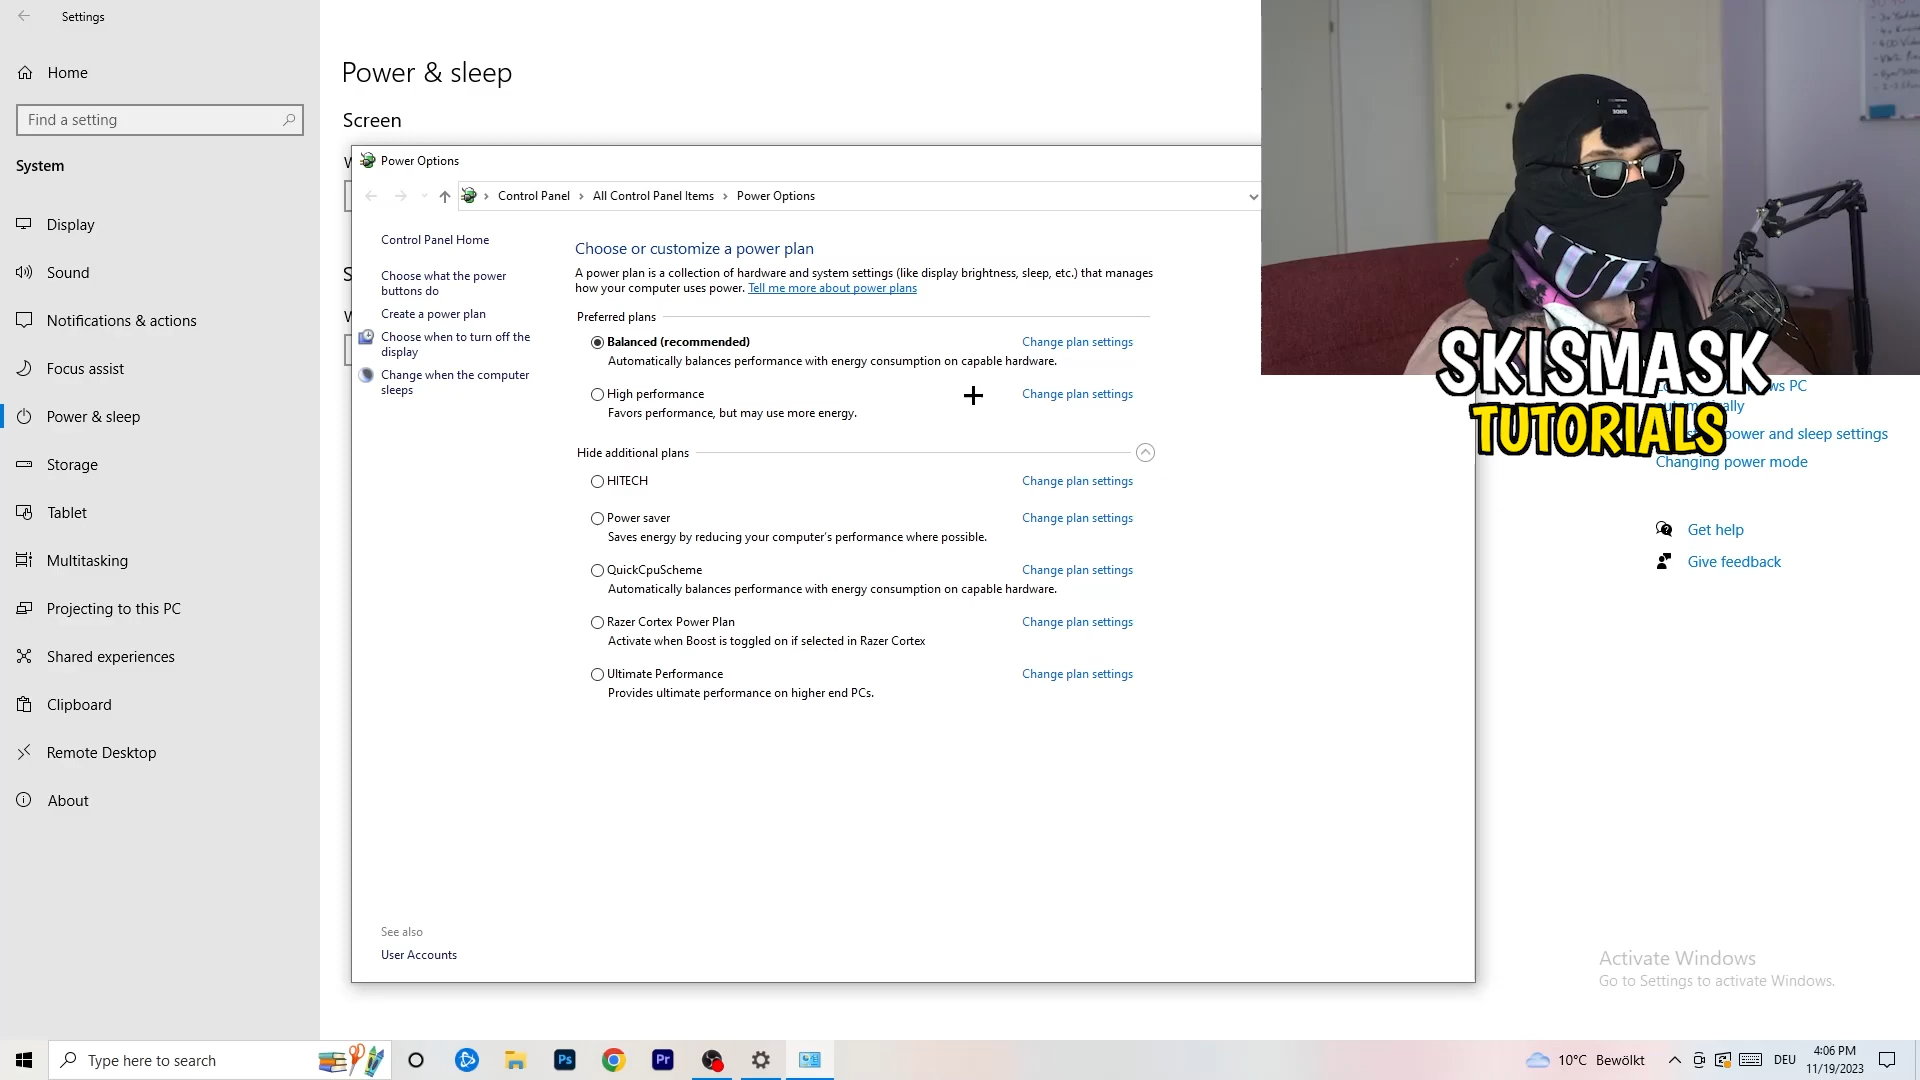 Settings
Home
Find a setting
System
Display
Sound
Notifications & actions
Focus assist
Power & sleep
Storage
Tablet
Multitasking
Projecting to this PC
Shared experiences
Clipboard
Remote Desktop
About
Power & sleep
Screen
Power Options
Control Panel › All Control Panel Items › Power Options
Control Panel Home
Choose what the power
buttons do
Create a power plan
Choose when to turn off the
display
Change when the computer
sleeps
See also
User Accounts
Choose or customize a power plan
A power plan is a collection of hardware and system settings (like display brightness, sleep, etc.) that manages
how your computer uses power. Tell me more about power plans
Preferred plans
Balanced (recommended) Change plan settings
Automatically balances performance with energy consumption on capable hardware.
High performance Change plan settings
Favors performance, but may use more energy.
Hide additional plans
HITECH Change plan settings
Power saver Change plan settings
Saves energy by reducing your computer's performance where possible.
QuickCpuScheme Change plan settings
Automatically balances performance with energy consumption on capable hardware.
Razer Cortex Power Plan Change plan settings
Activate when Boost is toggled on if selected in Razer Cortex
Ultimate Performance Change plan settings
Provides ultimate performance on higher end PCs.
SKISMASK
TUTORIALS
PC
power and sleep settings
Changing power mode
Get help
Give feedback
Activate Windows
Go to Settings to activate Windows.
Type here to search
Ps
Pr
10°C Bewölkt
DEU
4:06 PM
11/19/2023